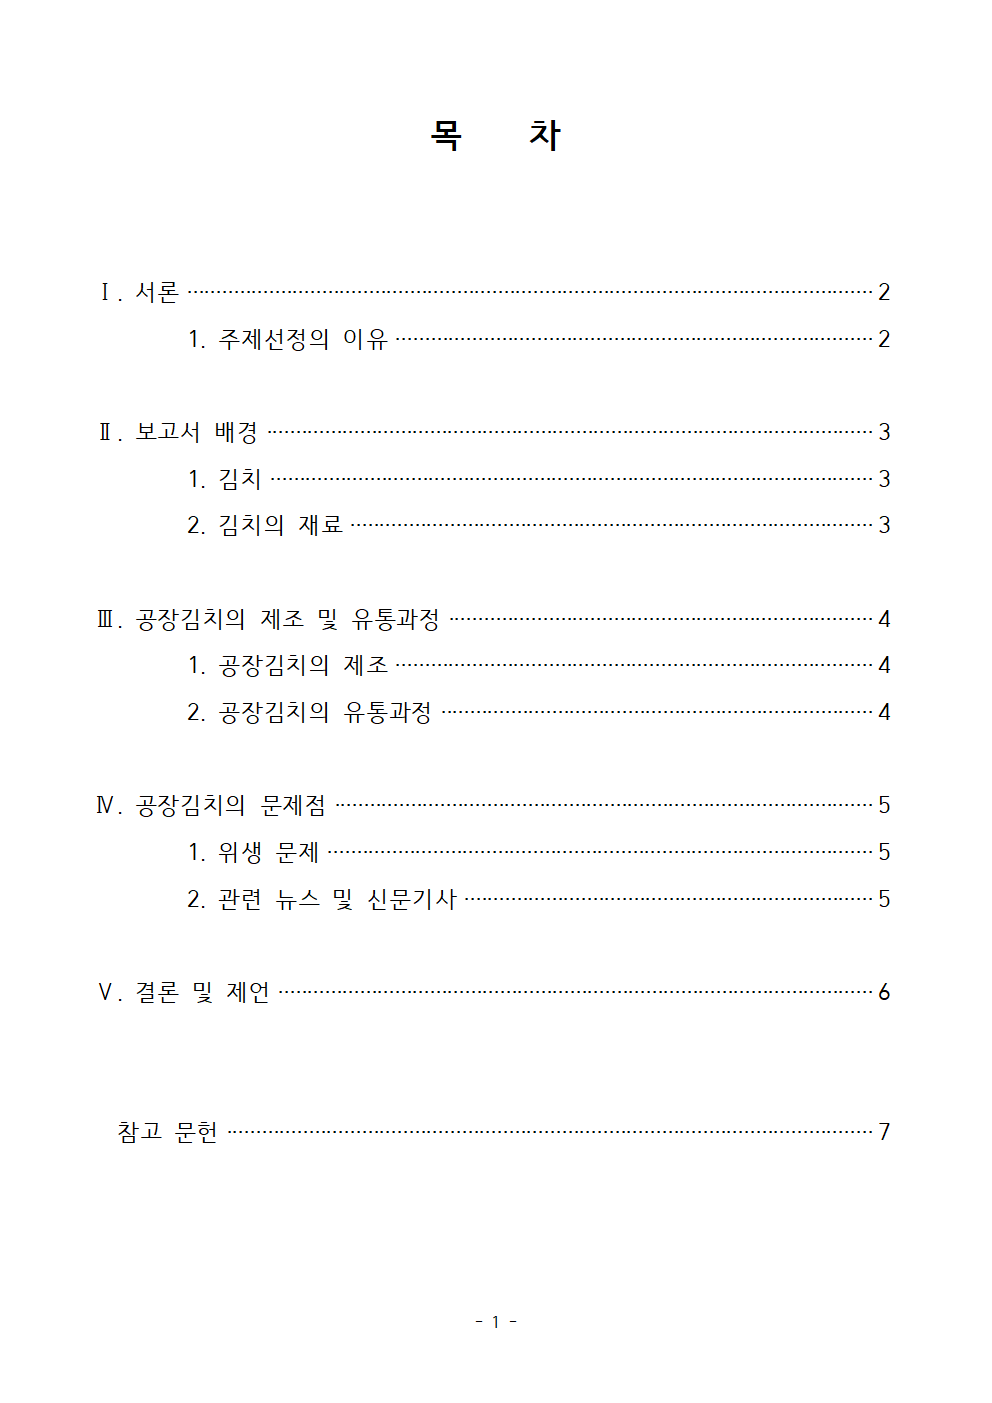 목 차
Ⅰ. 서론 ························ 2
1. 주제선정의 이유 ························ 2
Ⅱ. 보고서 배경 ························ 3
1. 김치 ························ 3
2. 김치의 재료 ························ 3
Ⅲ. 공장김치의 제조 및 유통과정 ························ 4
1. 공장김치의 제조 ························ 4
2. 공장김치의 유통과정 ························ 4
Ⅳ. 공장김치의 문제점 ························ 5
1. 위생 문제 ························ 5
2. 관련 뉴스 및 신문기사 ························ 5
Ⅴ. 결론 및 제언 ························ 6
참고 문헌 ························ 7
- 1 -